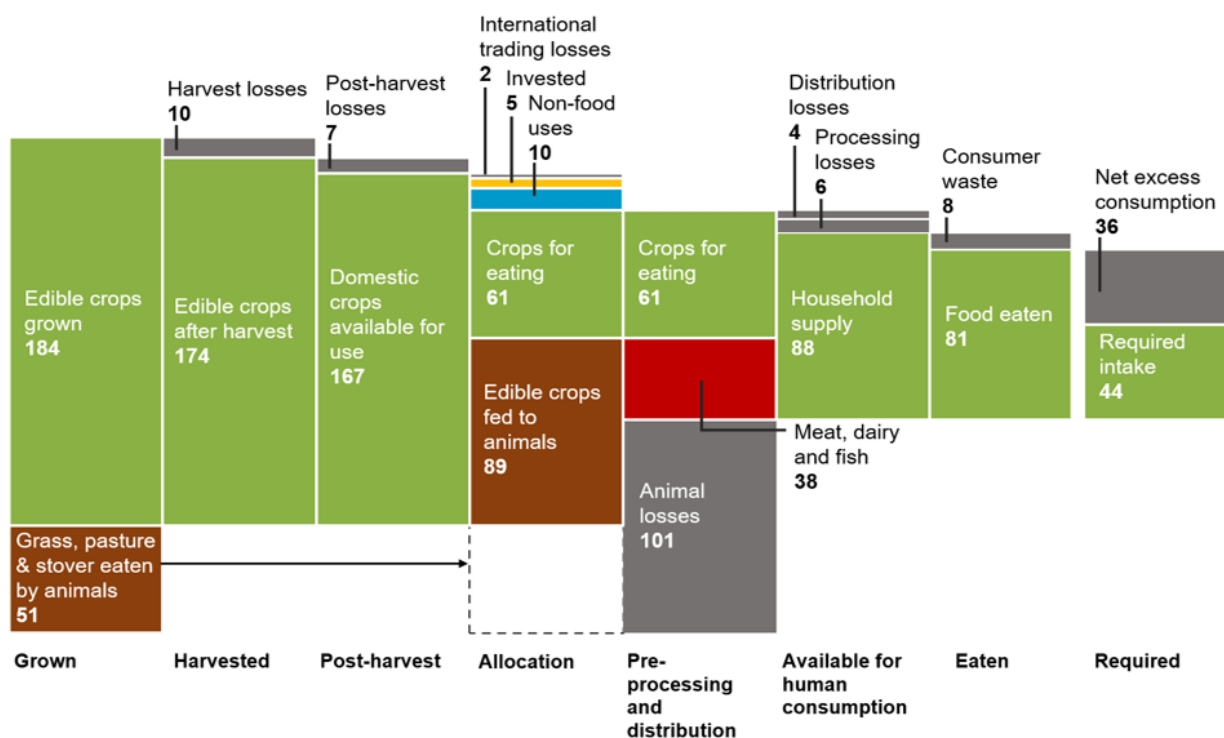 International
trading losses
2
Invested
5
Non-food
uses
10
Harvest losses
10
Post-harvest
losses
7
Distribution
losses
4
Processing
losses
6
Consumer
waste
8
Net excess
consumption
36
Edible crops
grown
184
Edible crops
after harvest
174
Domestic
crops
available for
use
167
Crops for
eating
61
Crops for
eating
61
Household
supply
88
Food eaten
81
Required
intake
44
Edible crops
fed to
animals
89
Meat, dairy
and fish
38
Animal
losses
101
Grass, pasture
& stover eaten
by animals
51
Grown
Harvested
Post-harvest
Allocation
Pre-
processing
and
distribution
Available for
human
consumption
Eaten
Required